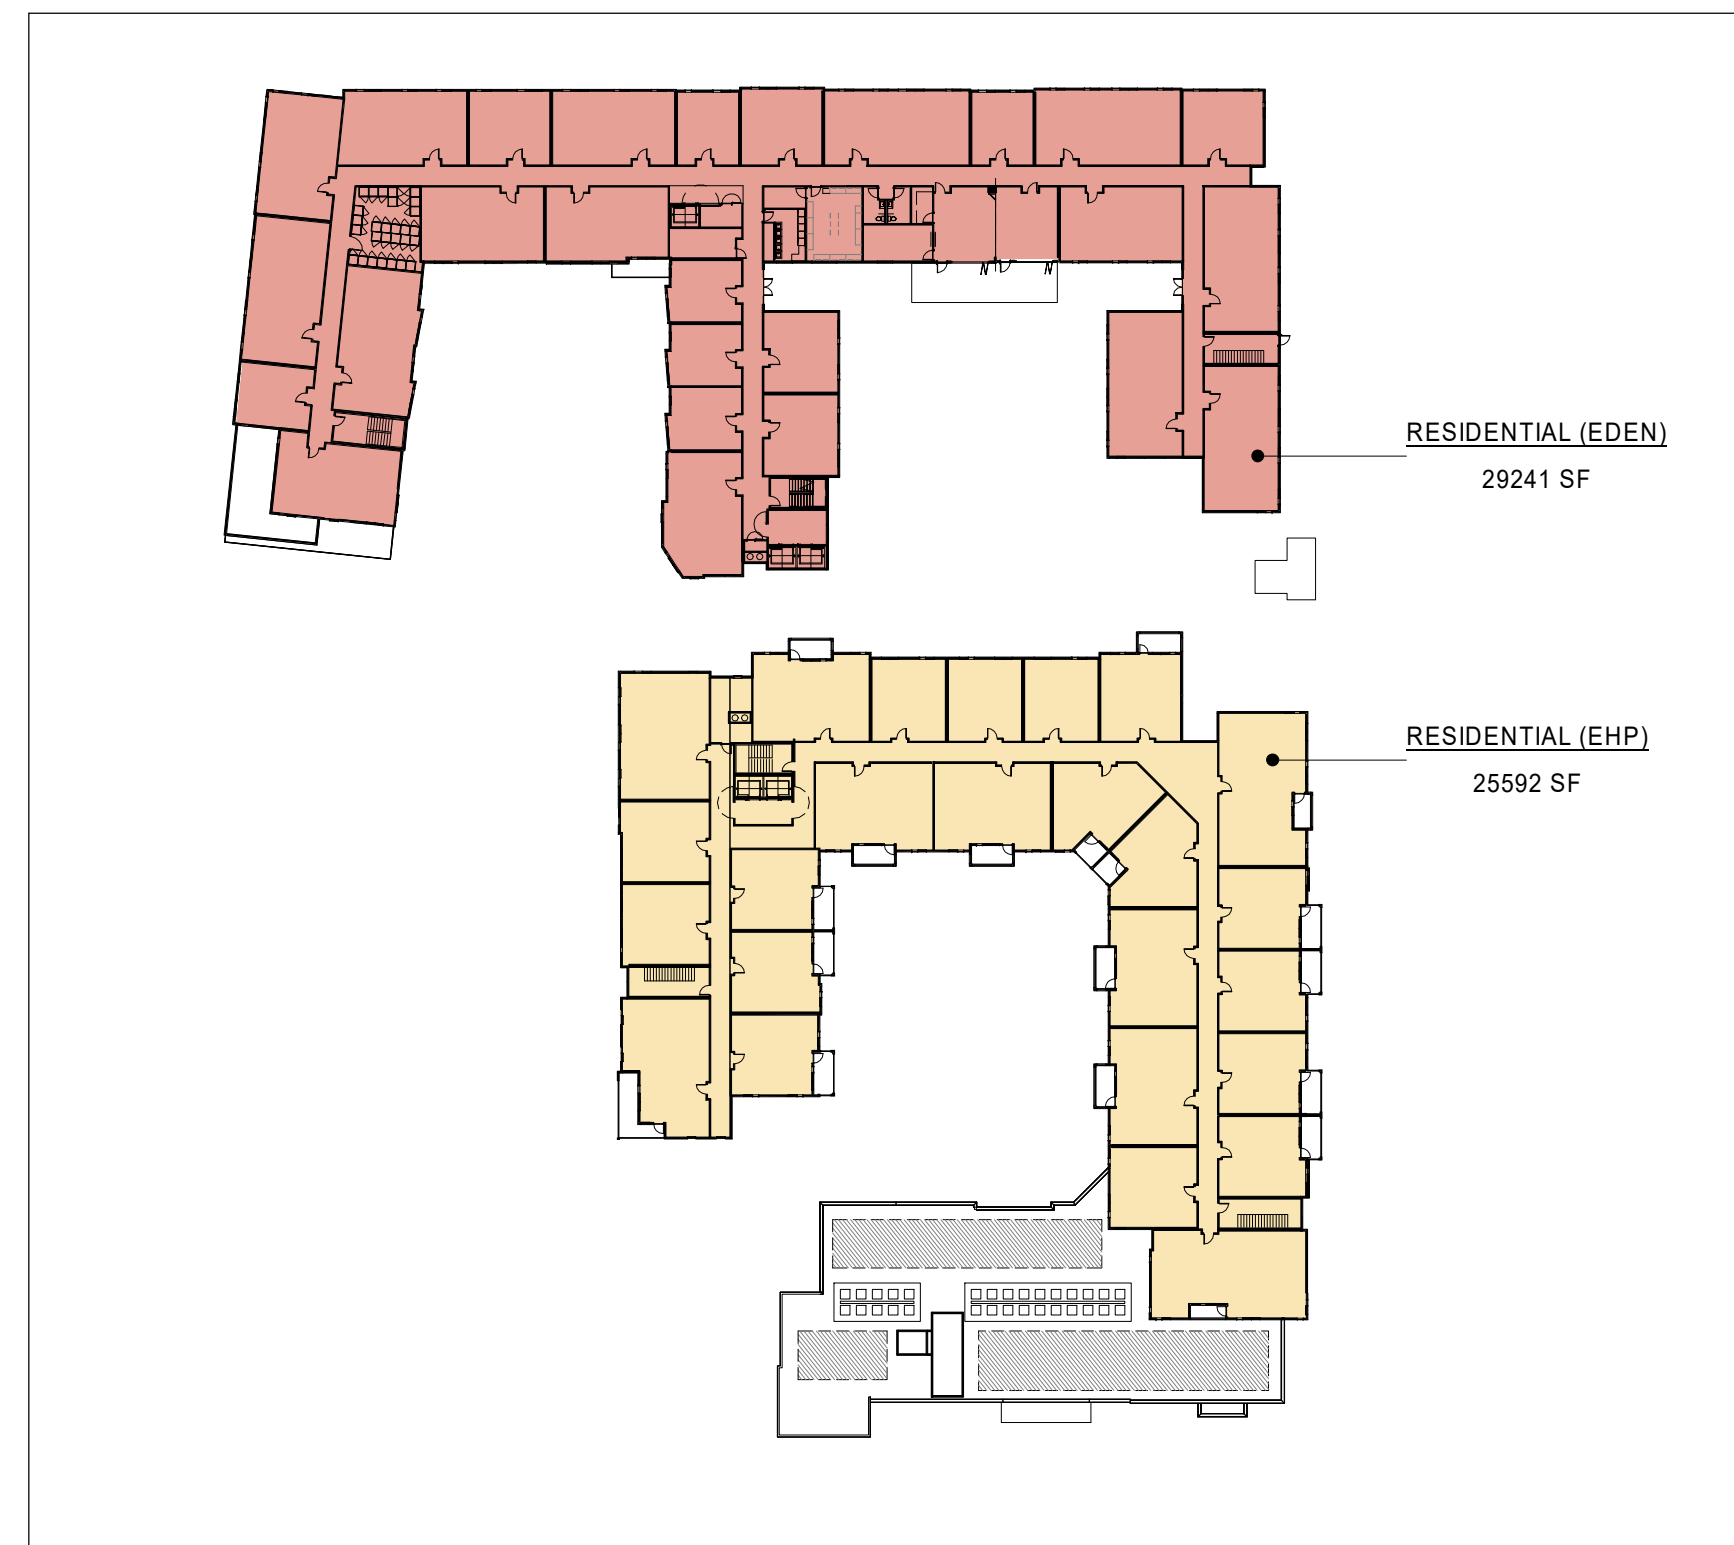 RESIDENTIAL (EDEN)
29241 SF
RESIDENTIAL (EHP)
25592 SF